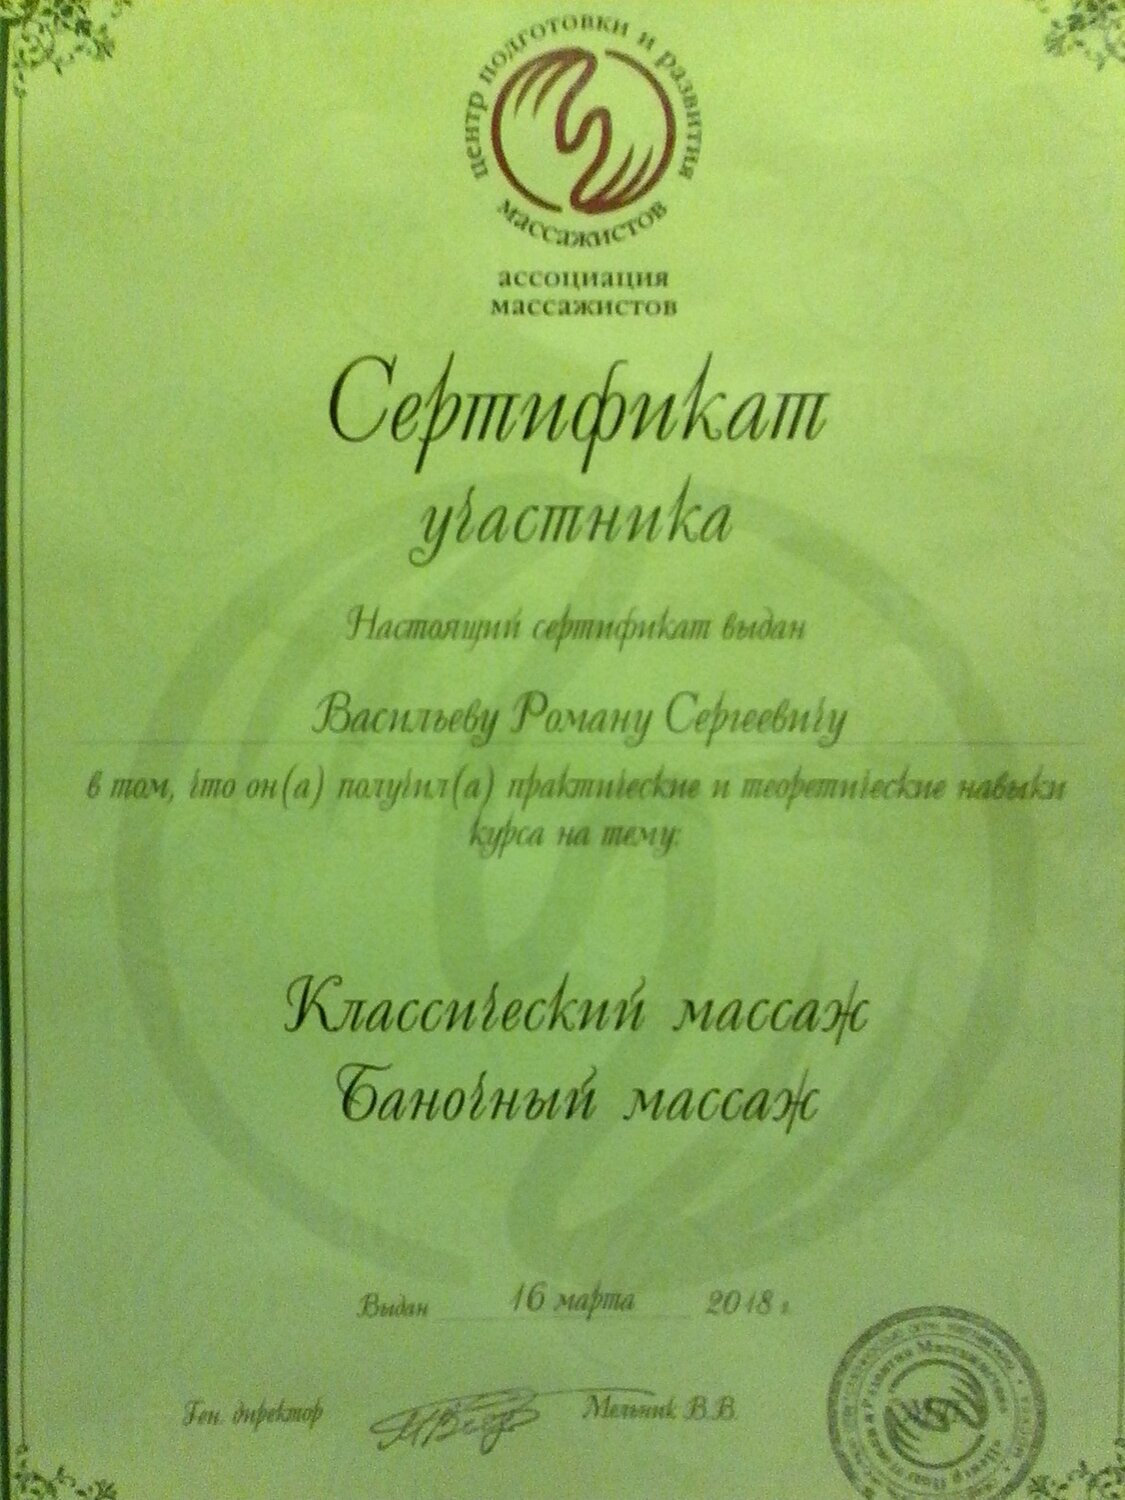 центр подготовки и развития
массажистов
ассоциация
массажистов
Сертификат
участника
Настоящий сертификат выдан
Васильеву Роману Сергеевичу
в том, что он(а) получил(а) практические и теоретические навыки
курса на тему:
Классический массаж
Баночный массаж
Выдан 16 марта 2018 г.
Ген. директор Мельник В.В.